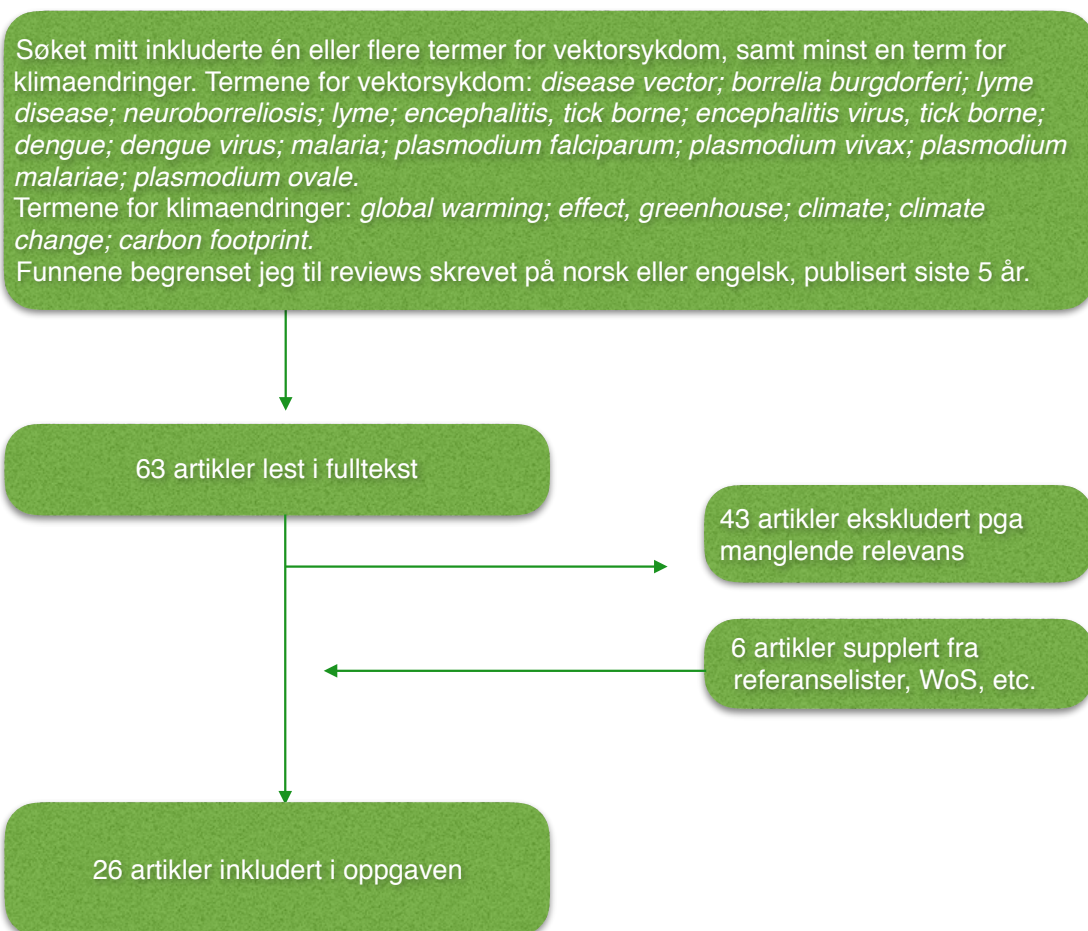 Søket mitt inkluderte én eller flere termer for vektorsykdom, samt minst en term for
klimaendringer. Termene for vektorsykdom: disease vector; borrelia burgdorferi; lyme
disease; neuroborreliosis; lyme; encephalitis, tick borne; encephalitis virus, tick borne;
dengue; dengue virus; malaria; plasmodium falciparum; plasmodium vivax; plasmodium
malariae; plasmodium ovale.
Termene for klimaendringer: global warming; effect, greenhouse; climate; climate
change; carbon footprint.
Funnene begrenset jeg til reviews skrevet på norsk eller engelsk, publisert siste 5 år.
63 artikler lest i fulltekst
43 artikler ekskludert pga
manglende relevans
6 artikler supplert fra
referanselister, WoS, etc.
26 artikler inkludert i oppgaven